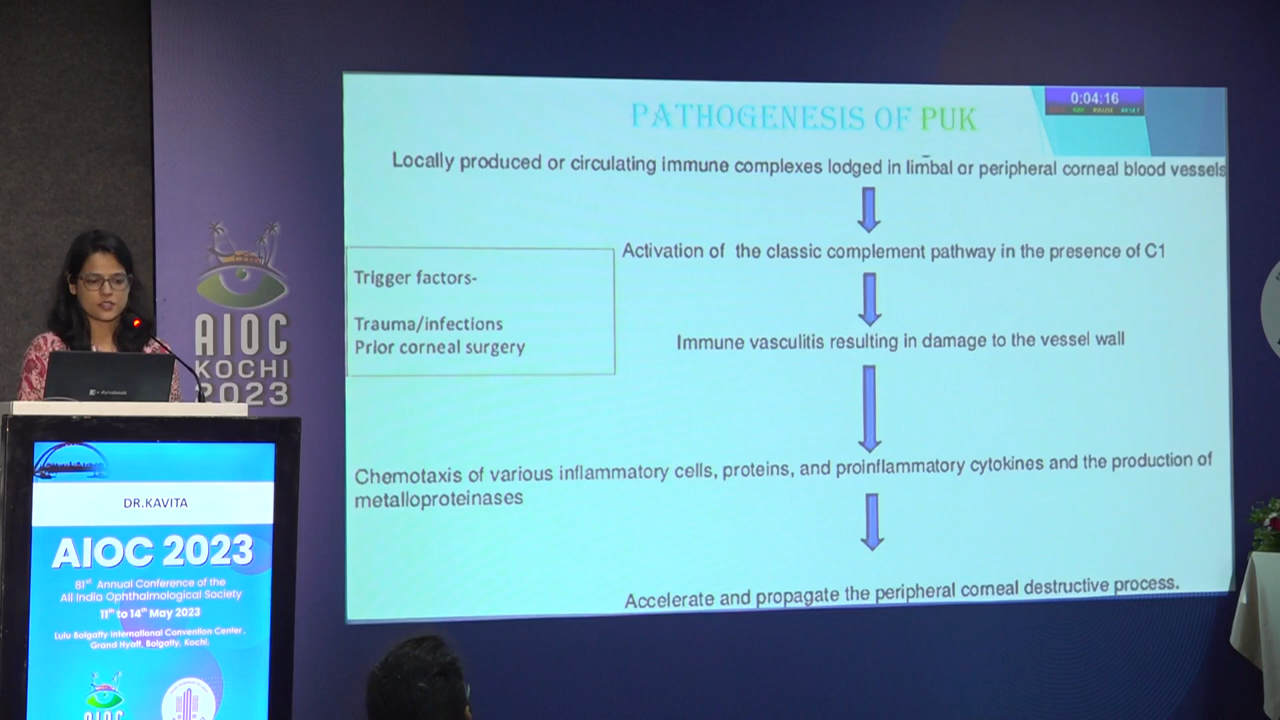 PATHOGENESIS OF PUK
0:04:16
Locally produced or circulating immune complexes lodged in limbal or peripheral corneal blood vessels
Activation of the classic complement pathway in the presence of C1
Trigger factors-
Trauma/infections
Prior corneal surgery
Immune vasculitis resulting in damage to the vessel wall
Chemotaxis of various inflammatory cells, proteins, and proinflammatory cytokines and the production of
metalloproteinases
Accelerate and propagate the peripheral corneal destructive process.
AIOC
KOCHI
2023
DR.KAVITA
AIOC 2023
81st Annual Conference of the
All India Ophthalmological Society
11th to 14th May 2023
Lulu Bolgatty International Convention Center,
Grand Hyatt, Bolgatty, Kochi.
AIOC